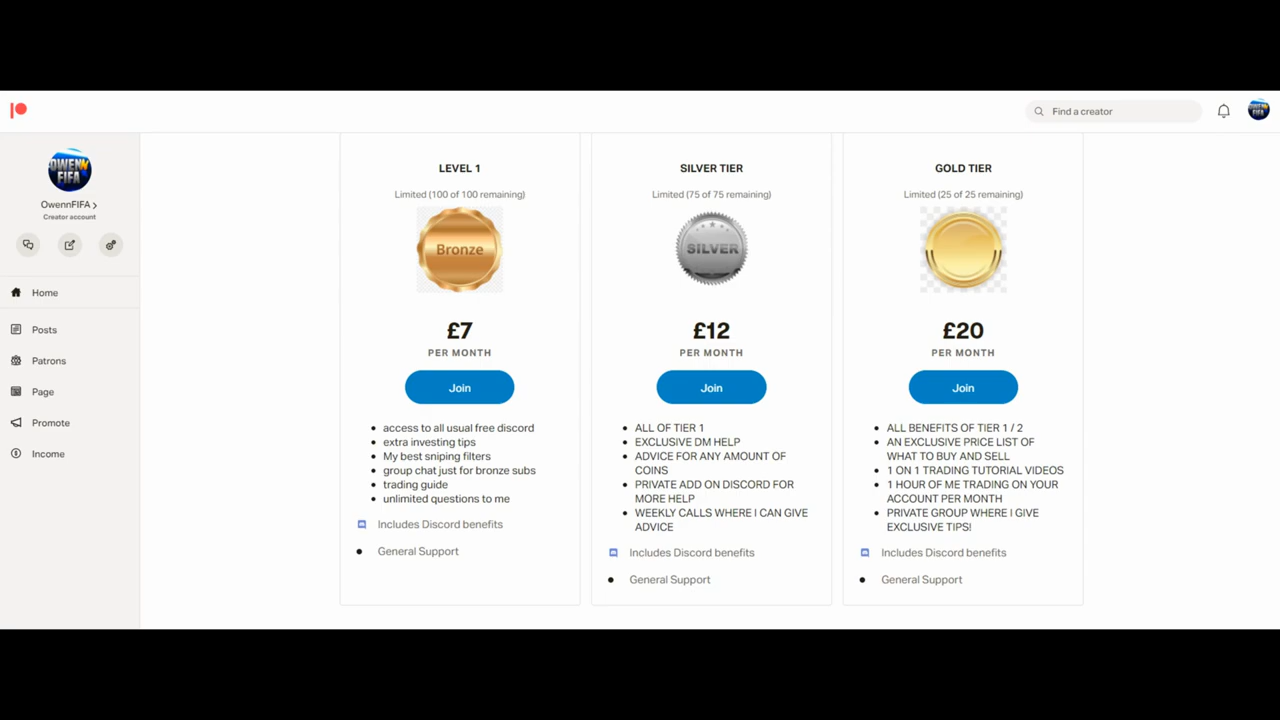 Find a creator
OWENN
FIFA
OwennFIFA
Creator account
Home
Posts
Patrons
Page
Promote
Income
LEVEL 1
Limited (100 of 100 remaining)
Bronze
£7
PER MONTH
Join
access to all usual free discord
extra investing tips
My best sniping filters
group chat just for bronze subs
trading guide
unlimited questions to me
Includes Discord benefits
General Support
SILVER TIER
Limited (75 of 75 remaining)
SILVER
£12
PER MONTH
Join
ALL OF TIER 1
EXCLUSIVE DM HELP
ADVICE FOR ANY AMOUNT OF
COINS
PRIVATE ADD ON DISCORD FOR
MORE HELP
WEEKLY CALLS WHERE I CAN GIVE
ADVICE
Includes Discord benefits
General Support
GOLD TIER
Limited (25 of 25 remaining)
£20
PER MONTH
Join
ALL BENEFITS OF TIER 1 / 2
AN EXCLUSIVE PRICE LIST OF
WHAT TO BUY AND SELL
1 ON 1 TRADING TUTORIAL VIDEOS
1 HOUR OF ME TRADING ON YOUR
ACCOUNT PER MONTH
PRIVATE GROUP WHERE I GIVE
EXCLUSIVE TIPS!
Includes Discord benefits
General Support